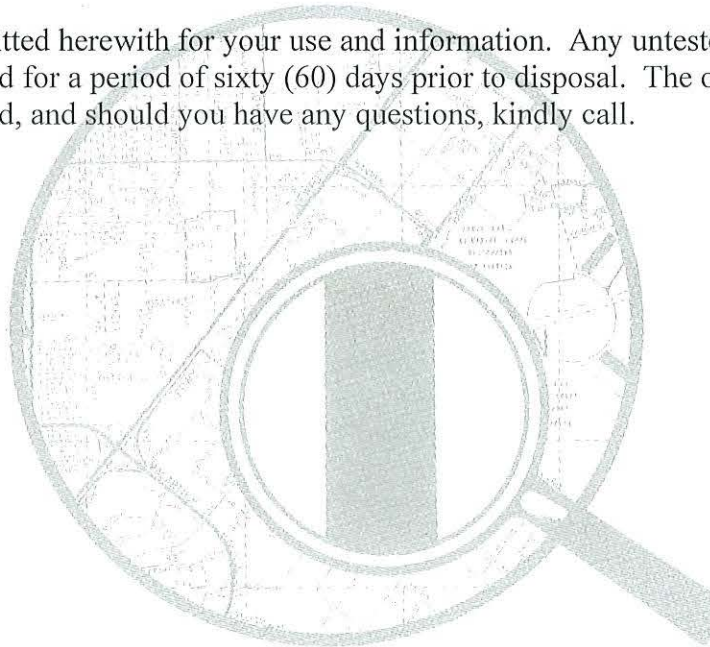 itted herewith for your use and information. Any unteste
d for a period of sixty (60) days prior to disposal. The o
d, and should you have any questions, kindly call.